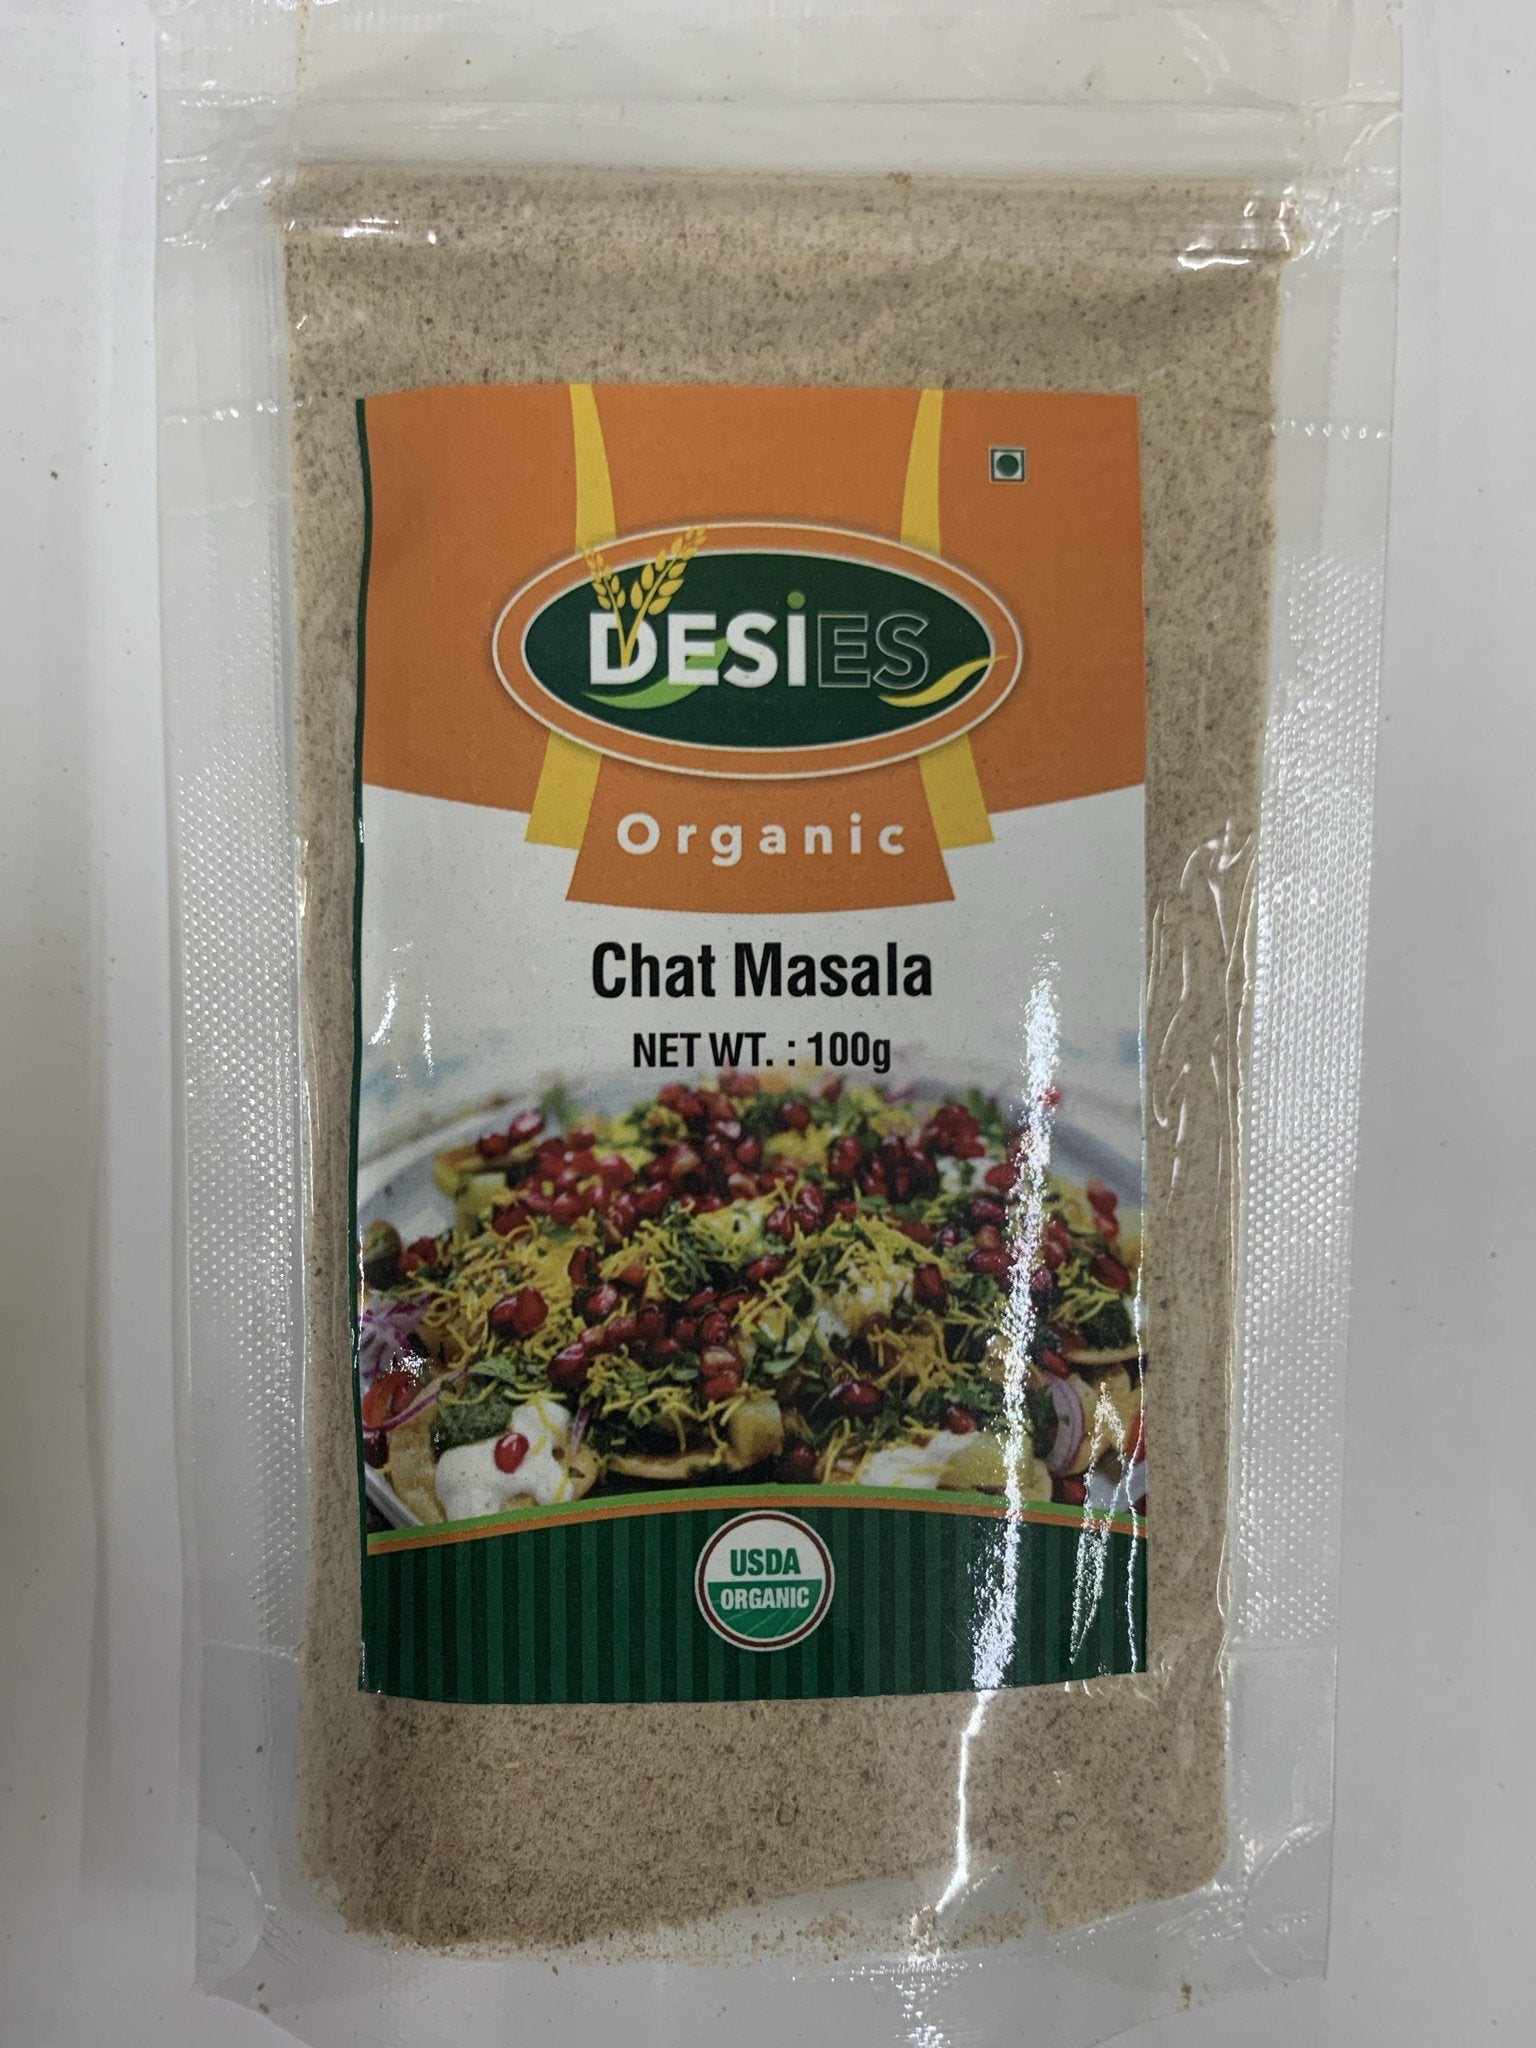 DESiES
Organic
Chat Masala
NET WT. : 100g
USDA
ORGANIC